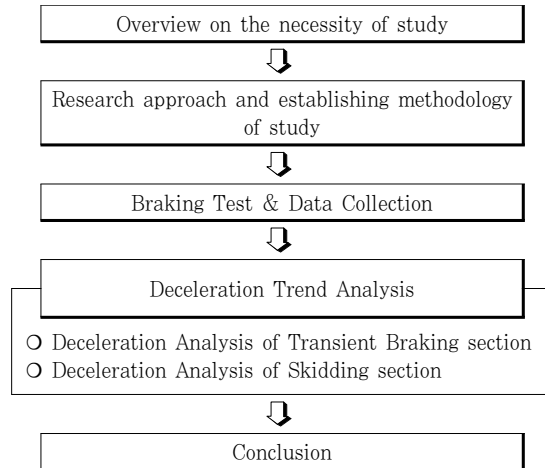 Overview on the necessity of study
Research approach and establishing methodology
of study
Braking Test & Data Collection
Deceleration Trend Analysis
❍ Deceleration Analysis of Transient Braking section
❍ Deceleration Analysis of Skidding section
Conclusion